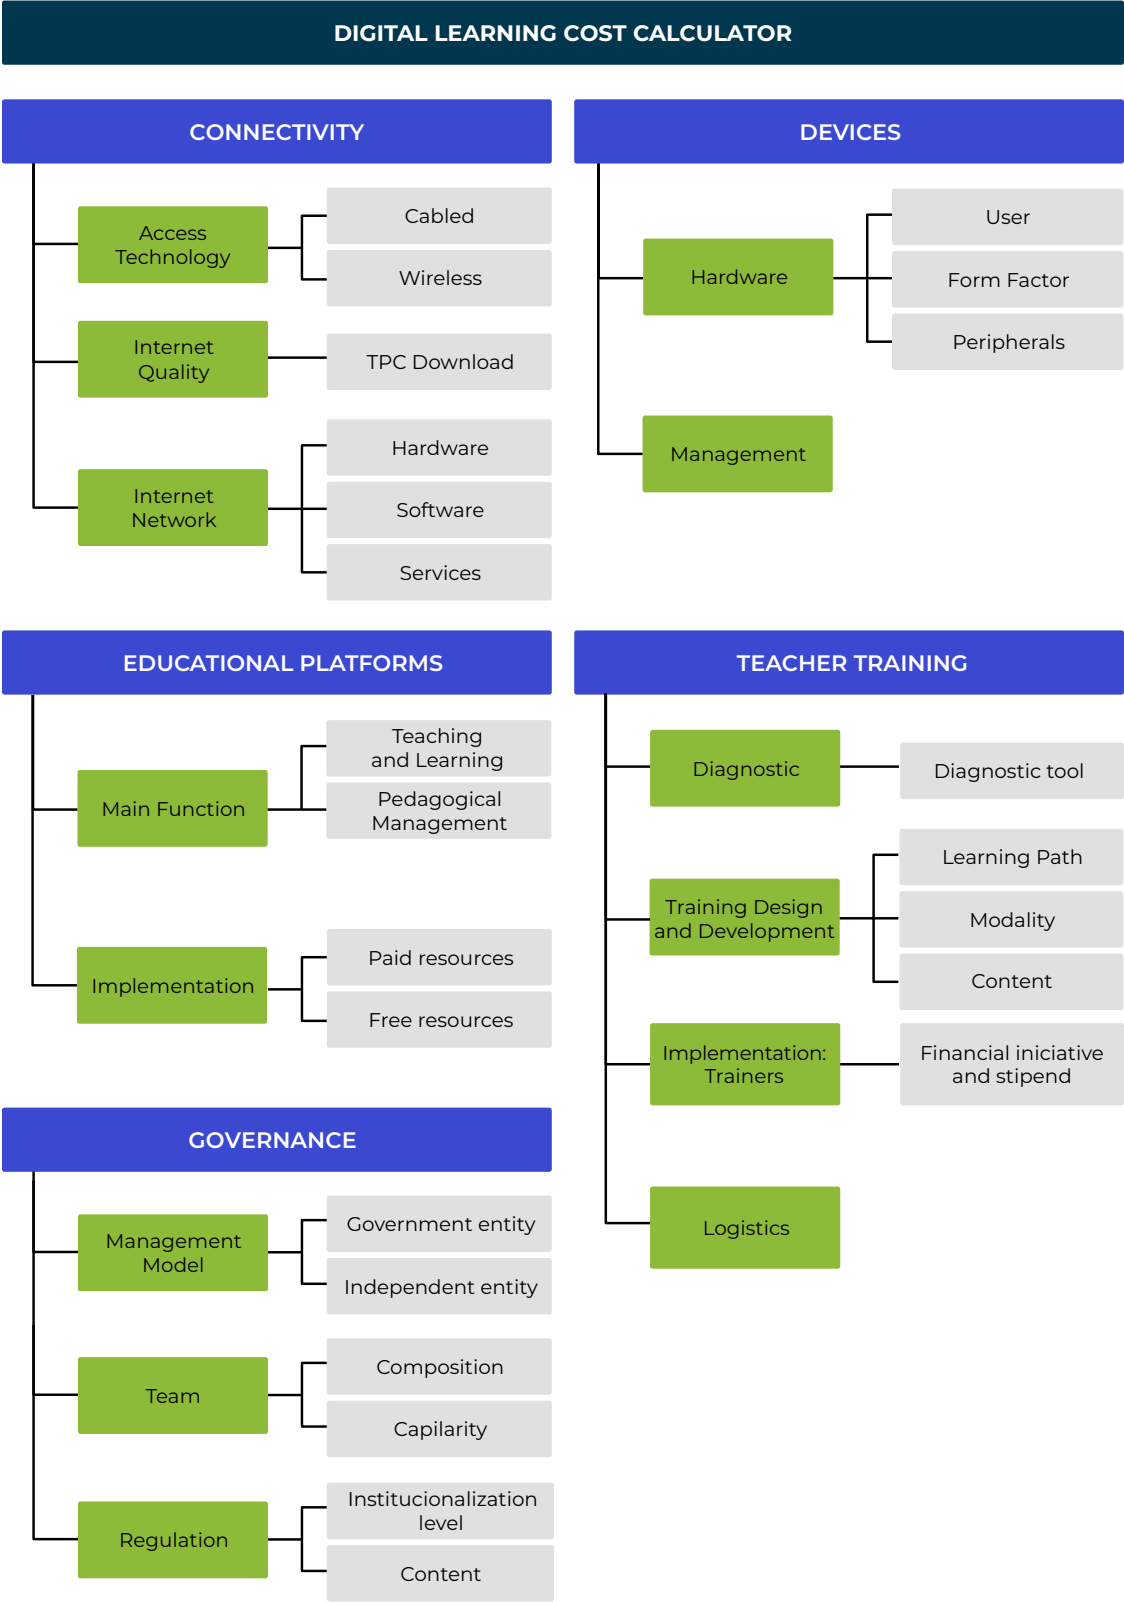 DIGITAL LEARNING COST CALCULATOR
CONNECTIVITY
Access
Technology
Cabled
Wireless
Internet
Quality
TPC Download
Internet
Network
Hardware
Software
Services
DEVICES
Hardware
User
Form Factor
Peripherals
Management
EDUCATIONAL PLATFORMS
Main Function
Teaching
and Learning
Pedagogical
Management
Implementation
Paid resources
Free resources
TEACHER TRAINING
Diagnostic
Diagnostic tool
Training Design
and Development
Learning Path
Modality
Content
Implementation:
Trainers
Financial iniciative
and stipend
Logistics
GOVERNANCE
Management
Model
Government entity
Independent entity
Team
Composition
Capilarity
Regulation
Institucionalization
level
Content